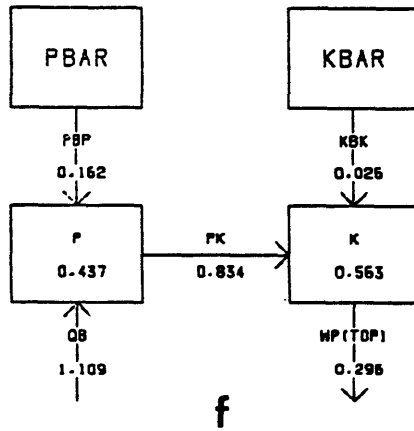 PBAR KBAR
PBP KBK
0.162 0.026
P PK K
0.437 0.834 0.563
QB WP(TOP)
1.109 0.296
f